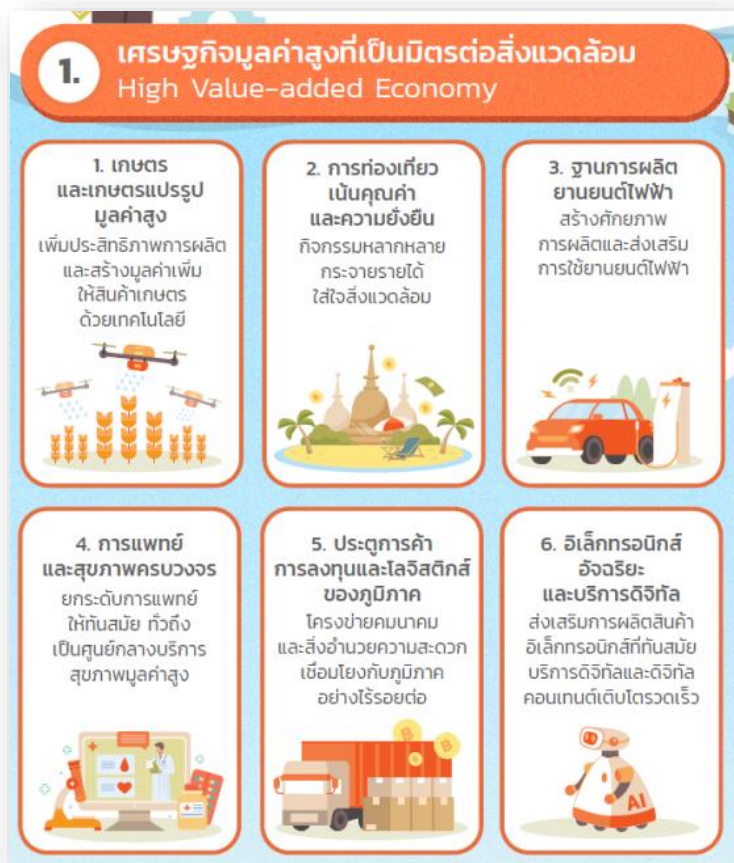 1.
เศรษฐกิจมูลค่าสูงที่เป็นมิตรต่อสิ่งแวดล้อม
High Value-added Economy
1. เกษตร
และเกษตรแปรรูป
มูลค่าสูง
เพิ่มประสิทธิภาพการผลิต
และสร้างมูลค่าเพิ่ม
ให้สินค้าเกษตร
ด้วยเทคโนโลยี
2. การท่องเที่ยว
เน้นคุณค่า
และความยั่งยืน
กิจกรรมหลากหลาย
กระจายรายได้
ใส่ใจสิ่งแวดล้อม
3. ฐานการผลิต
ยานยนต์ไฟฟ้า
สร้างศักยภาพ
การผลิตและส่งเสริม
การใช้ยานยนต์ไฟฟ้า
4. การแพทย์
และสุขภาพครบวงจร
ยกระดับการแพทย์
ให้ทันสมัย ทั่วถึง
เป็นศูนย์กลางบริการ
สุขภาพมูลค่าสูง
5. ประตูการค้า
การลงทุนและโลจิสติกส์
ของภูมิภาค
โครงข่ายคมนาคม
และสิ่งอำนวยความสะดวก
เชื่อมโยงกับภูมิภาค
อย่างไร้รอยต่อ
B
B
6. อิเล็กทรอนิกส์
อัจฉริยะ
และบริการดิจิทัล
ส่งเสริมการผลิตสินค้า
อิเล็กทรอนิกส์ที่ทันสมัย
บริการดิจิทัลและดิจิทัล
คอนเทนต์เติบโตรวดเร็ว
AI